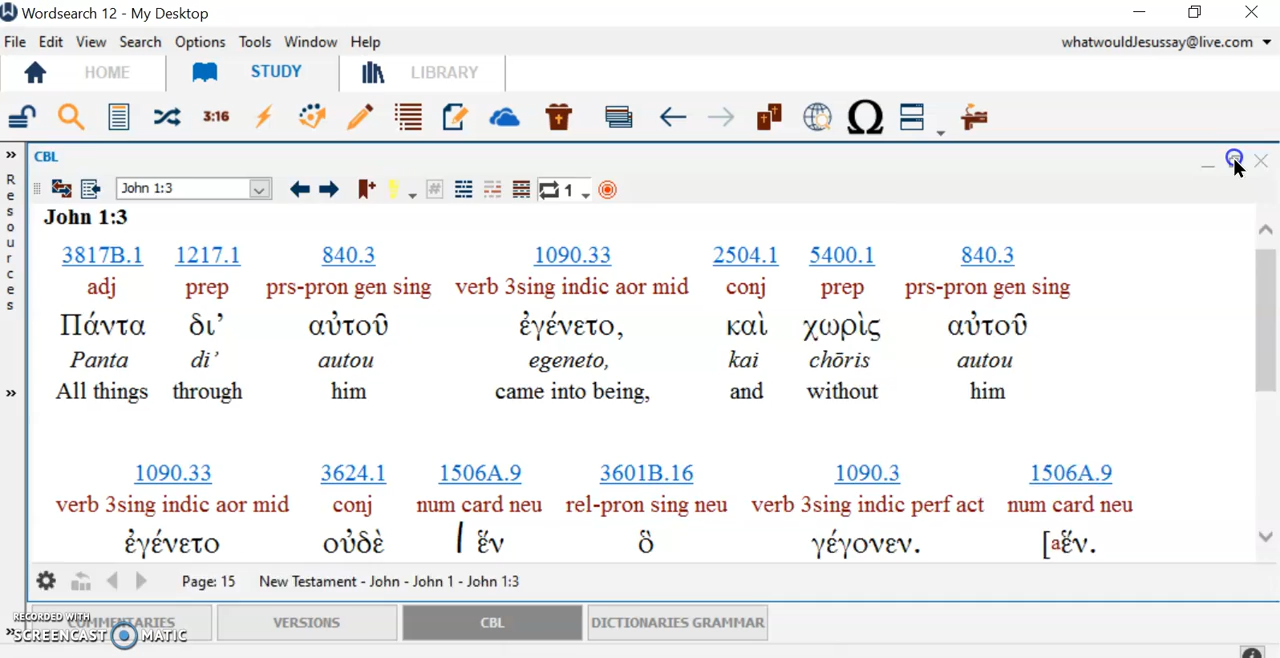 Wordsearch 12 - My Desktop
File Edit View Search Options Tools Window Help whatwouldJesussay@live.com
HOME STUDY LIBRARY
3:16
CBL
Resources
John 1:3 # 1
John 1:3
3817B.1 1217.1 840.3 1090.33 2504.1 5400.1 840.3
adj prep prs-pron gen sing verb 3sing indic aor mid conj prep prs-pron gen sing
Πάντα δι’ αὐτοῦ ἐγένετο, καὶ χωρὶς αὐτοῦ
Panta di’ autou egeneto, kai chōris autou
All things through him came into being, and without him
1090.33 3624.1 1506A.9 3601B.16 1090.3 1506A.9
verb 3sing indic aor mid conj num card neu rel-pron sing neu verb 3sing indic perf act num card neu
ἐγένετο οὐδὲ ἕν ὃ γέγονεν. [aἕν.
Page: 15 New Testament - John - John 1 - John 1:3
COMMENTARIES VERSIONS CBL DICTIONARIES GRAMMAR
RECORDED WITH
SCREENCAST MATIC